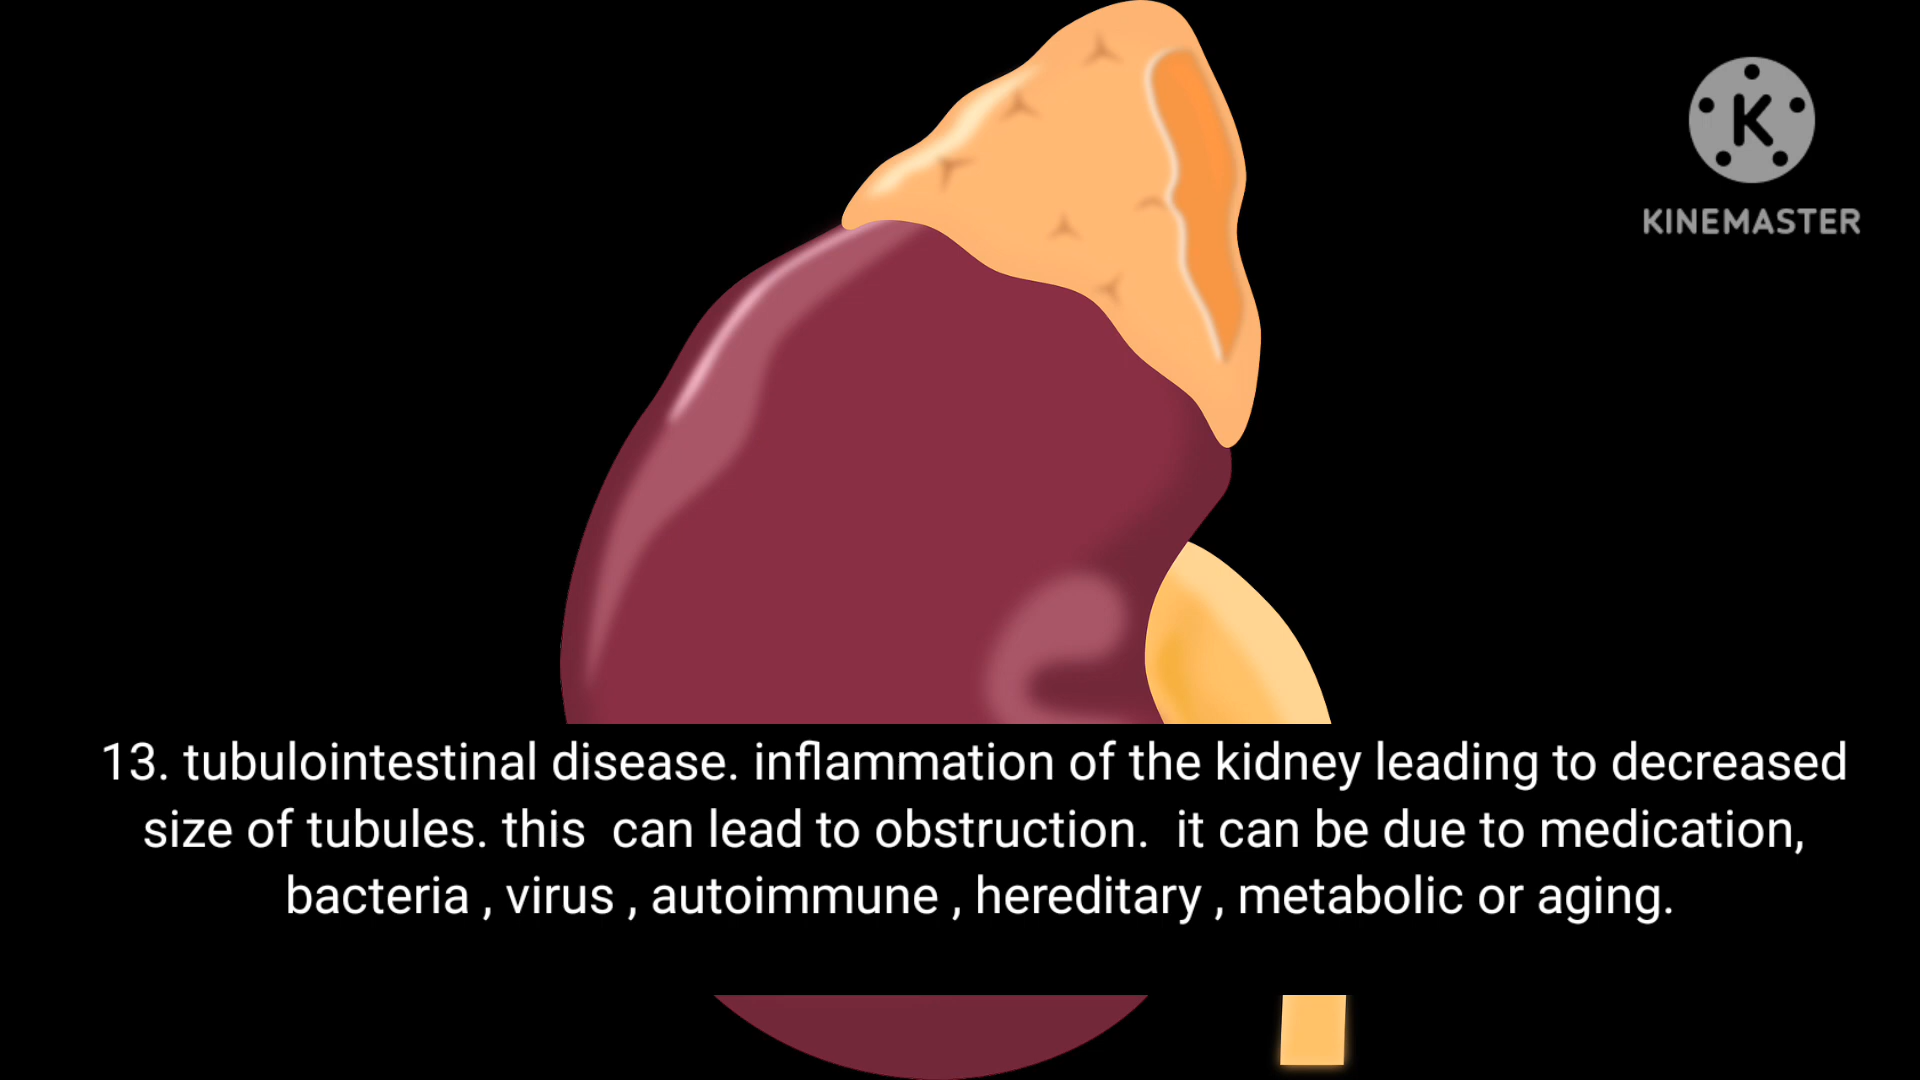 K
KINEMASTER
13. tubulointestinal disease. inflammation of the kidney leading to decreased
size of tubules. this  can lead to obstruction.  it can be due to medication,
bacteria , virus , autoimmune , hereditary , metabolic or aging.